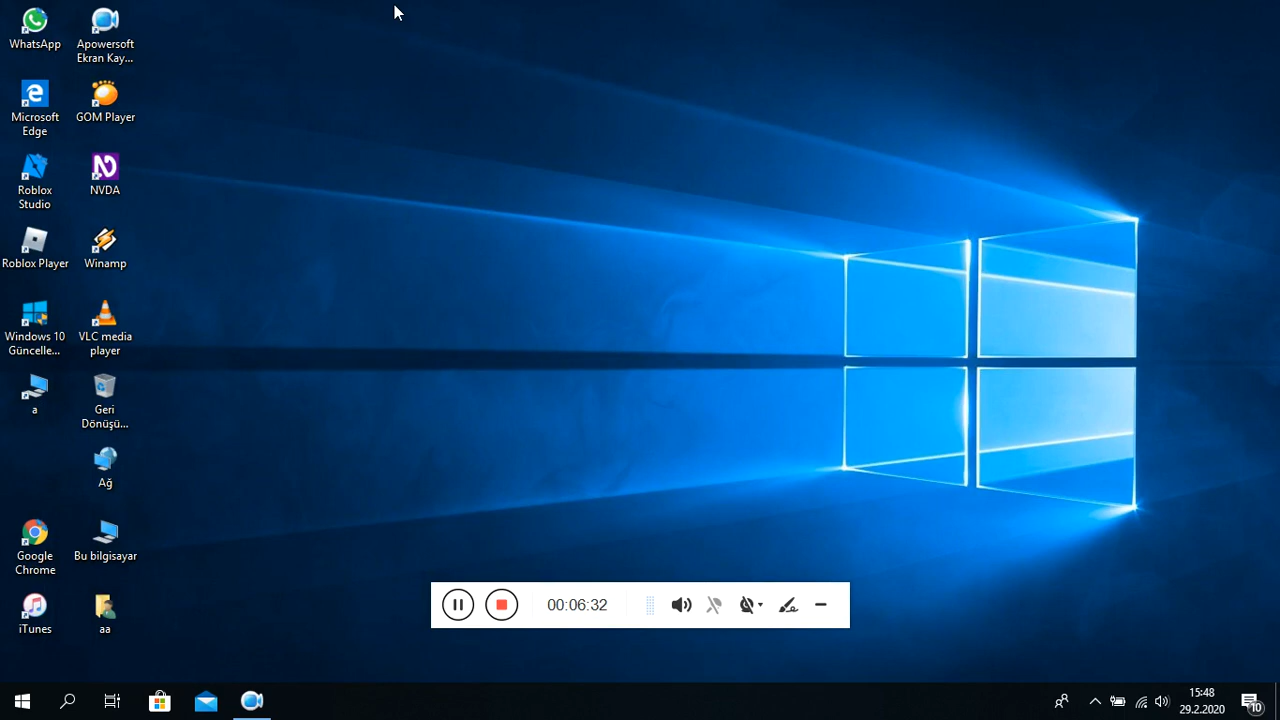 WhatsApp
Apowersoft
Ekran Kay...
Microsoft
Edge
GOM Player
Roblox
Studio
NVDA
Roblox Player
Winamp
Windows 10
Güncelle...
VLC media
player
a
Geri
Dönüşü...
Ağ
Google
Chrome
Bu bilgisayar
iTunes
aa
00:06:32
15:48
29.2.2020
10